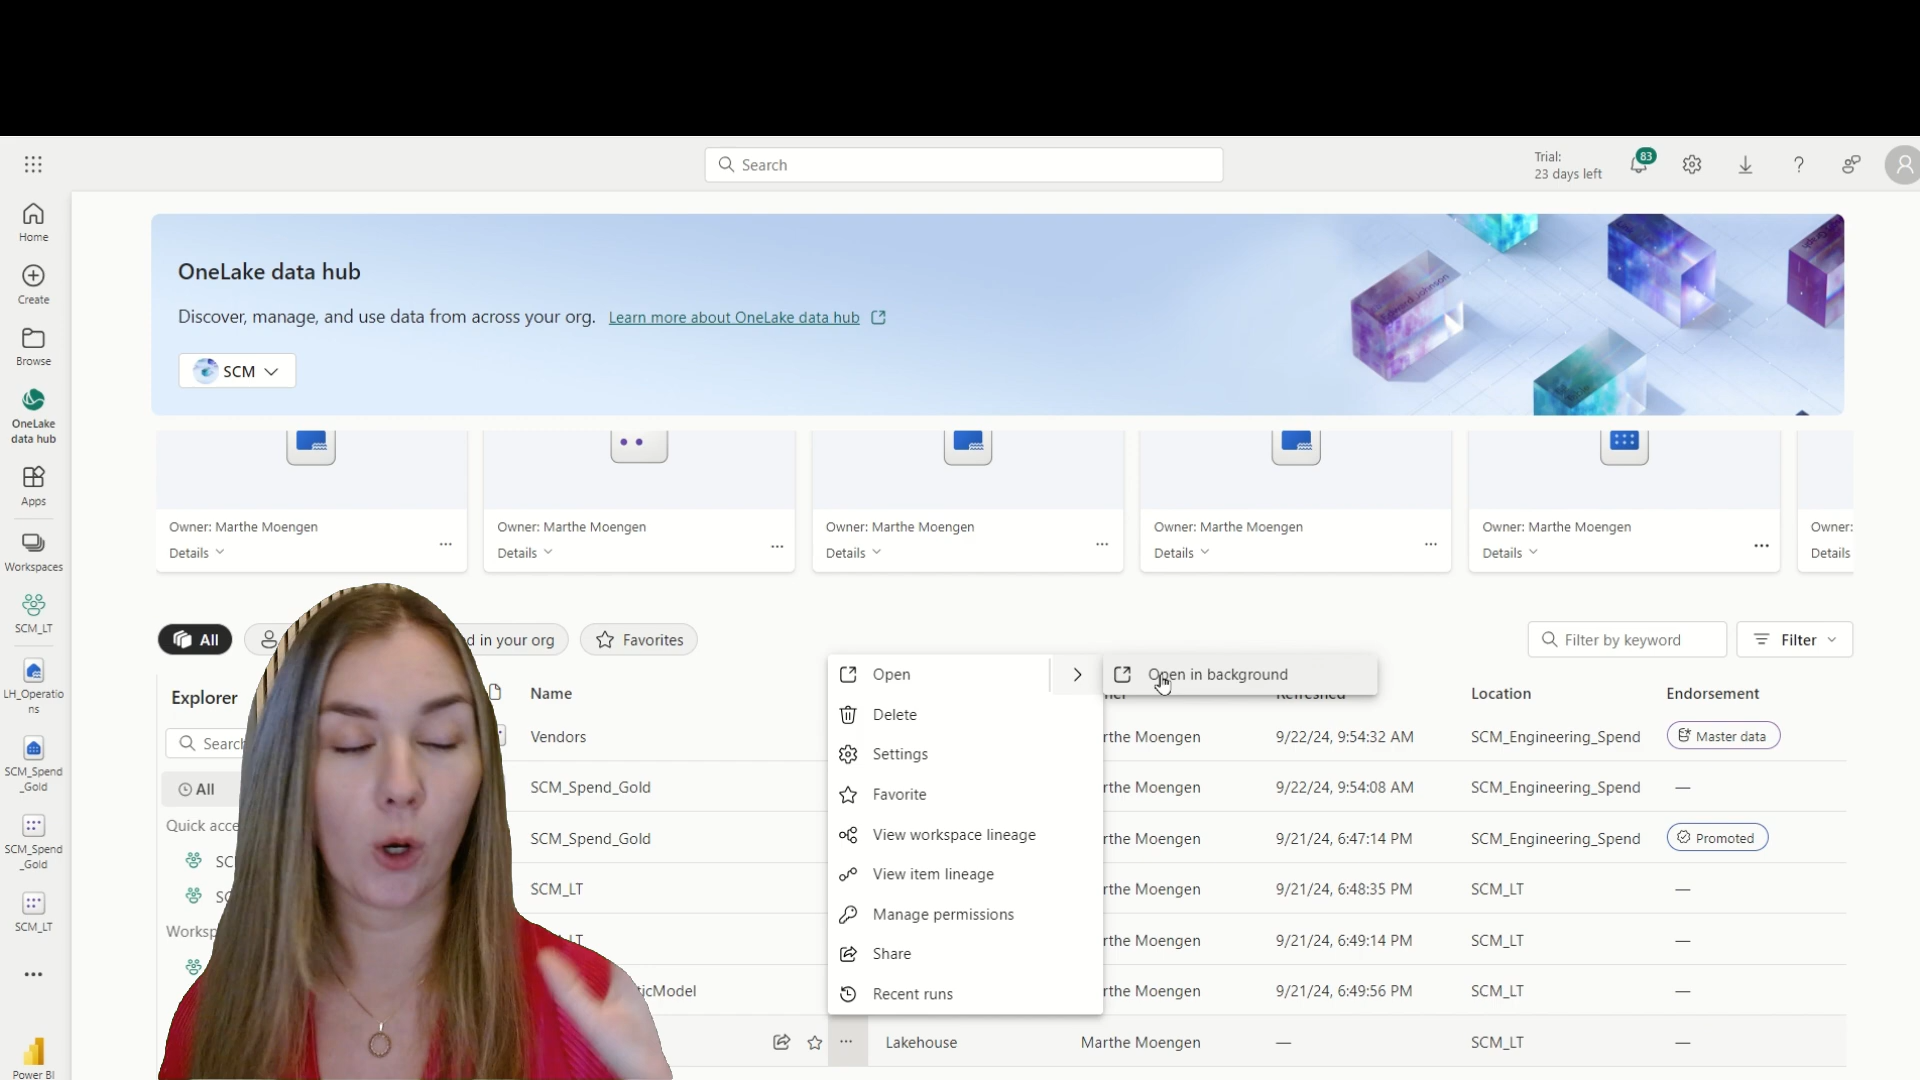 Search
Trial:
23 days left
83
Home
Create
Browse
OneLake
data hub
Apps
Workspaces
SCM_LT
LH_Operatio
ns
SCM_Spend
_Gold
SCM_Spend
_Gold
SCM_LT
Power BI
OneLake data hub
Discover, manage, and use data from across your org. Learn more about OneLake data hub
SCM
Owner: Marthe Moengen
Details
Owner: Marthe Moengen
Details
Owner: Marthe Moengen
Details
Owner: Marthe Moengen
Details
Owner: Marthe Moengen
Details
Owner:
Details
All
d in your org
Favorites
Filter by keyword
Filter
Explorer
Search
All
Quick acce
SC
SC
Worksp
Name
Refreshed
Location
Endorsement
Vendors
rthe Moengen
9/22/24, 9:54:32 AM
SCM_Engineering_Spend
Master data
SCM_Spend_Gold
rthe Moengen
9/22/24, 9:54:08 AM
SCM_Engineering_Spend
—
SCM_Spend_Gold
rthe Moengen
9/21/24, 6:47:14 PM
SCM_Engineering_Spend
Promoted
SCM_LT
rthe Moengen
9/21/24, 6:48:35 PM
SCM_LT
—
LT
rthe Moengen
9/21/24, 6:49:14 PM
SCM_LT
—
ticModel
rthe Moengen
9/21/24, 6:49:56 PM
SCM_LT
—
Lakehouse
Marthe Moengen
—
SCM_LT
—
Open
Open in background
Delete
Settings
Favorite
View workspace lineage
View item lineage
Manage permissions
Share
Recent runs